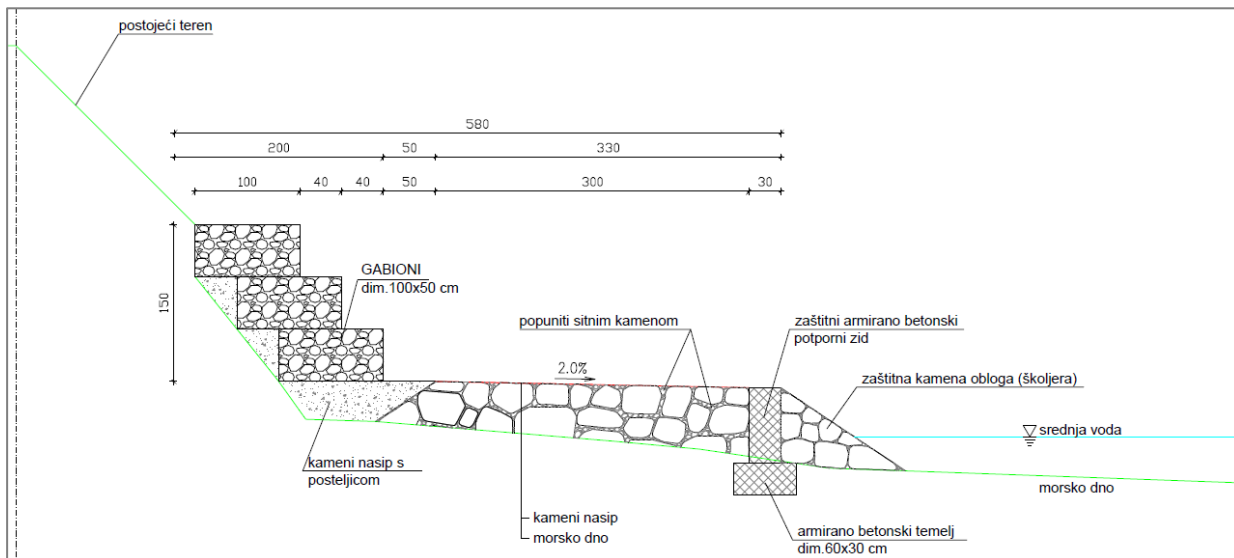 postojeći teren
580
200 50 330
100 40 40 50 300 30
150
GABIONI
dim.100x50 cm
popuniti sitnim kamenom
zaštitni armirano betonski
potporni zid
2.0%
zaštitna kamena obloga (školjera)
srednja voda
kameni nasip s
posteljicom
morsko dno
kameni nasip
morsko dno
armirano betonski temelj
dim.60x30 cm